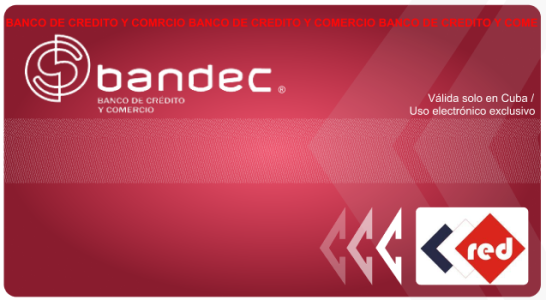 BANCO DE CREDITO Y COMRCIO BANCO DE CREDITO Y COMERCIO BANCO DE CREDITO Y COME
bandec®
BANCO DE CRÉDITO
Y COMERCIO
Válida solo en Cuba /
Uso electrónico exclusivo
red